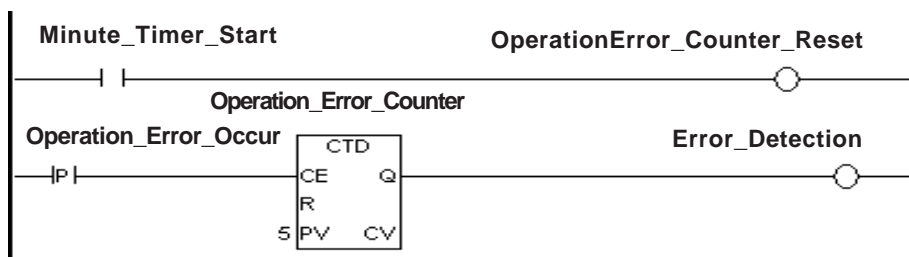 Minute_Timer_Start
OperationError_Counter_Reset
Operation_Error_Counter
Operation_Error_Occur
CTD
Error_Detection
P
CE Q
R
5 PV CV